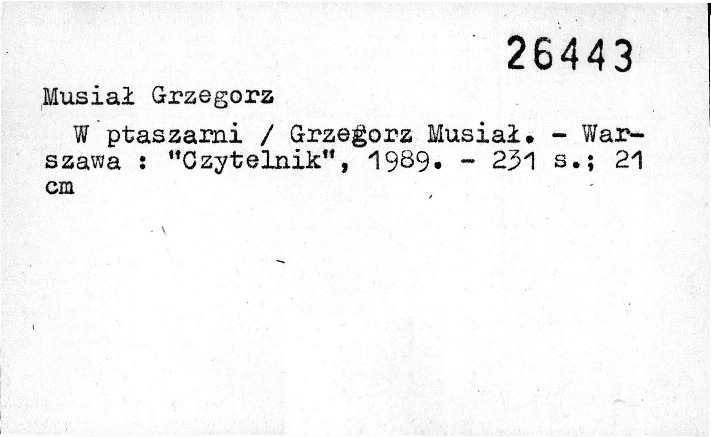 26443
Musiał Grzegorz
W ptaszarni / Grzegorz Musiał. – War-
szawa : "Czytelnik", 1989. – 231 s.; 21
cm